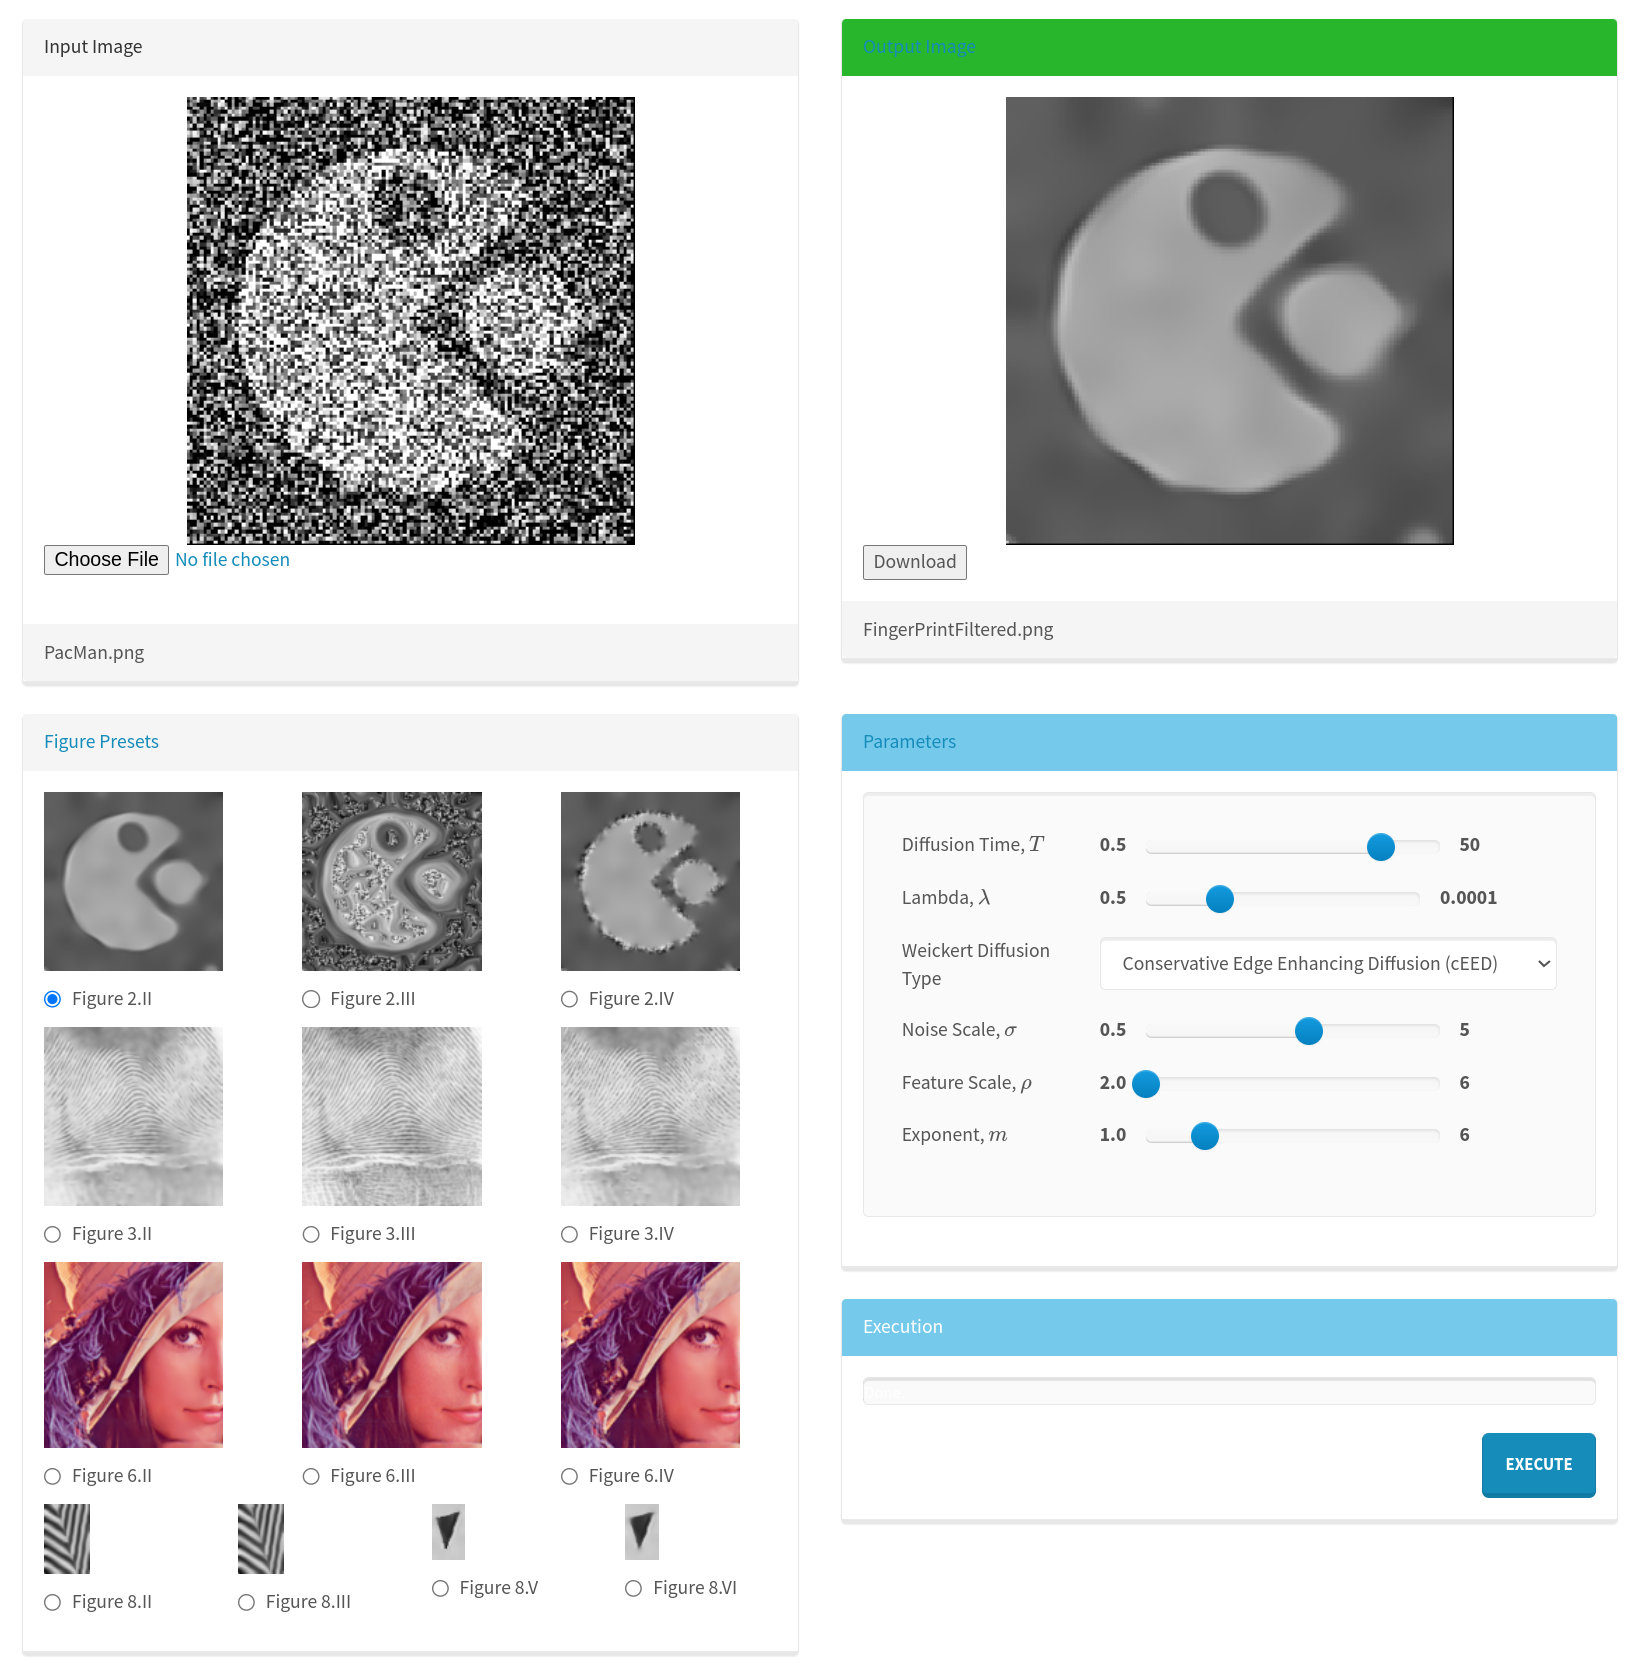 Input Image
Choose File No file chosen
PacMan.png
Output Image
Download
FingerPrintFiltered.png
Figure Presets
Figure 2.II
Figure 2.III
Figure 2.IV
Figure 3.II
Figure 3.III
Figure 3.IV
Figure 6.II
Figure 6.III
Figure 6.IV
Figure 8.II
Figure 8.III
Figure 8.V
Figure 8.VI
Parameters
Diffusion Time, T 0.5 50
Lambda, λ 0.5 0.0001
Weickert Diffusion
Type
Conservative Edge Enhancing Diffusion (cEED)
Noise Scale, σ 0.5 5
Feature Scale, ρ 2.0 6
Exponent, m 1.0 6
Execution
EXECUTE